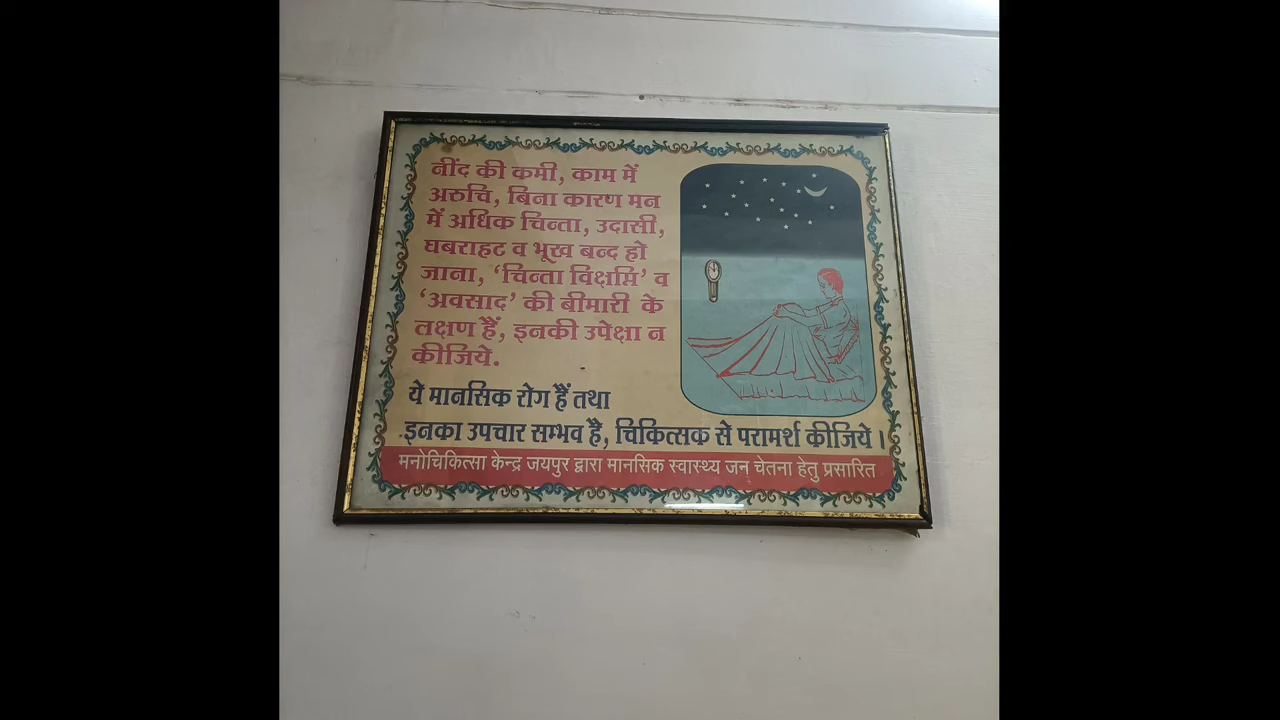 नींद की कमी, काम में
अरुचि, बिना कारण मन
में अधिक चिन्ता, उदासी,
घबराहट व भूख बन्द हो
जाना, ‘चिन्ता विक्षप्ति’ व
‘अवसाद’ की बीमारी के
लक्षण हैं, इनकी उपेक्षा न
कीजिये.
ये मानसिक रोग हैं तथा
इनका उपचार सम्भव है, चिकित्सक से परामर्श कीजिये।
मनोचिकित्सा केन्द्र जयपुर द्वारा मानसिक स्वास्थ्य जन चेतना हेतु प्रसारित